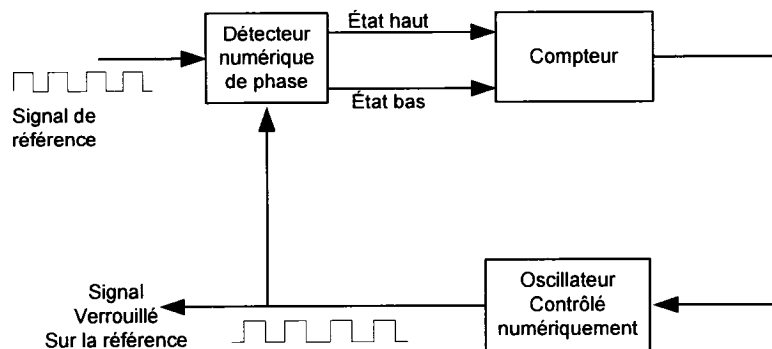 Détecteur
numérique
de phase
État haut
État bas
Compteur
Signal de
référence
Signal
Verrouillé
Sur la référence
Oscillateur
Contrôlé
numériquement